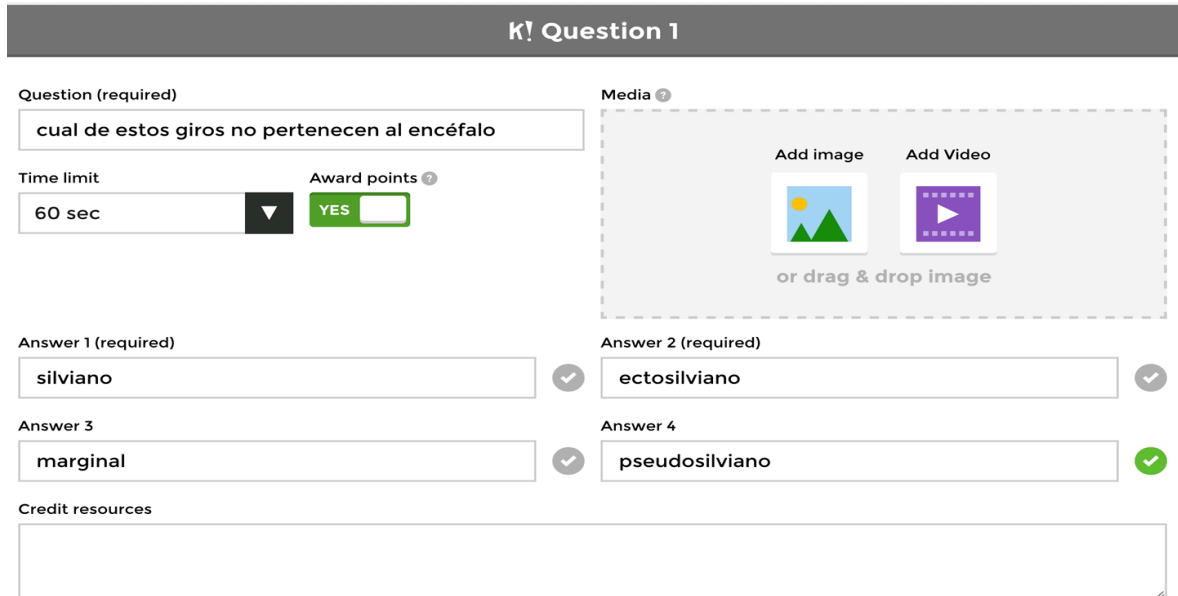 K! Question 1
Question (required)
cual de estos giros no pertenecen al encéfalo
Media ?
Add image
Add Video
or drag & drop image
Time limit
60 sec
Award points ?
YES
Answer 1 (required)
silviano
Answer 2 (required)
ectosilviano
Answer 3
marginal
Answer 4
pseudosilviano
Credit resources